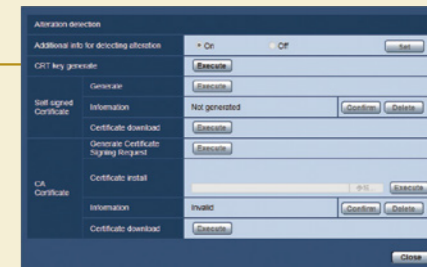 Alteration detection
Additional info for detecting alteration On Off Set
CRT key generate Execute
Self-signed Certificate
Generate Execute
Information Not generated Confirm Delete
Certificate download Execute
CA Certificate
Generate Certificate Signing Request Execute
Certificate install
Execute
Information Invalid Confirm Delete
Certificate download Execute
Close